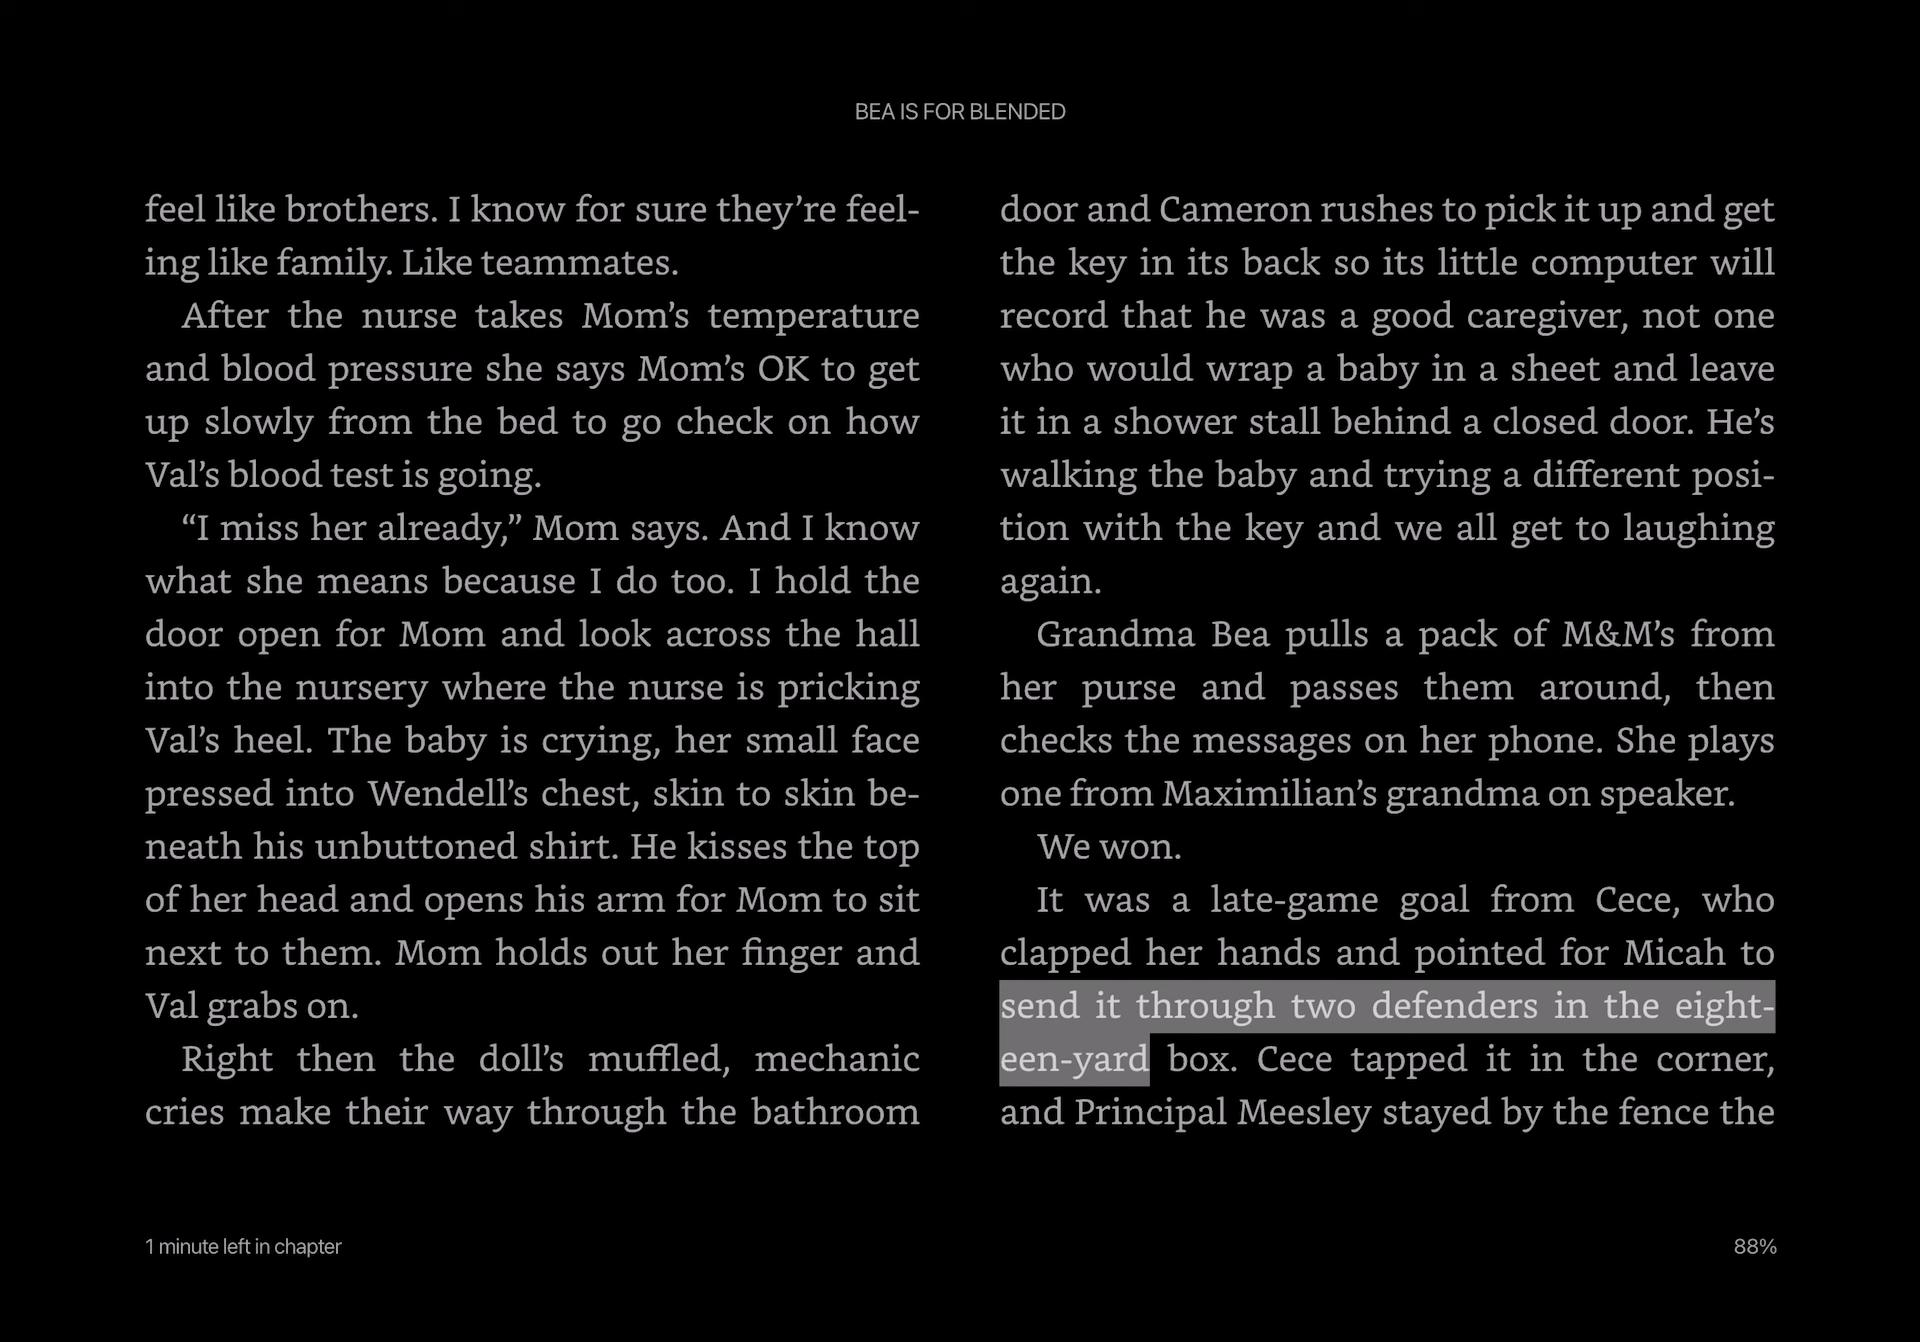 BEA IS FOR BLENDED
feel like brothers. I know for sure they’re feel-
ing like family. Like teammates.
After the nurse takes Mom’s temperature
and blood pressure she says Mom’s OK to get
up slowly from the bed to go check on how
Val’s blood test is going.
“I miss her already,” Mom says. And I know
what she means because I do too. I hold the
door open for Mom and look across the hall
into the nursery where the nurse is pricking
Val’s heel. The baby is crying, her small face
pressed into Wendell’s chest, skin to skin be-
neath his unbuttoned shirt. He kisses the top
of her head and opens his arm for Mom to sit
next to them. Mom holds out her finger and
Val grabs on.
Right then the doll’s muffled, mechanic
cries make their way through the bathroom
door and Cameron rushes to pick it up and get
the key in its back so its little computer will
record that he was a good caregiver, not one
who would wrap a baby in a sheet and leave
it in a shower stall behind a closed door. He’s
walking the baby and trying a different posi-
tion with the key and we all get to laughing
again.
Grandma Bea pulls a pack of M&M’s from
her purse and passes them around, then
checks the messages on her phone. She plays
one from Maximilian’s grandma on speaker.
We won.
It was a late-game goal from Cece, who
clapped her hands and pointed for Micah to
send it through two defenders in the eight-
een-yard box. Cece tapped it in the corner,
and Principal Meesley stayed by the fence the
1 minute left in chapter
88%